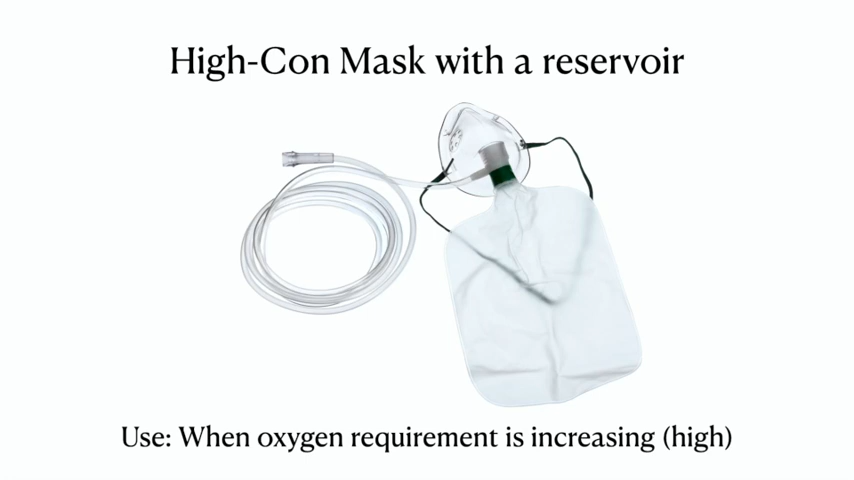 High-Con Mask with a reservoir
Use: When oxygen requirement is increasing (high)